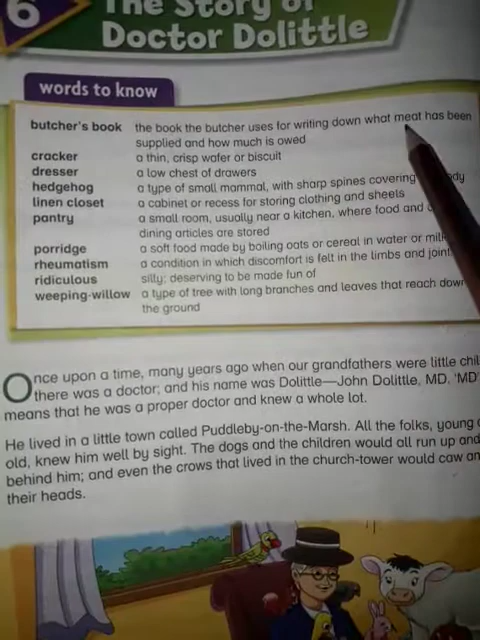 6
The Story of
Doctor Dolittle
words to know
butcher's book the book the butcher uses for writing down what meat has been
supplied and how much is owed
cracker a thin, crisp wafer or biscuit
dresser a low chest of drawers
hedgehog a type of small mammal, with sharp spines covering
linen closet a cabinet or recess for storing clothing and sheets
pantry a small room, usually near a kitchen, where food and
dining articles are stored
porridge a soft food made by boiling oats or cereal in water or milk
rheumatism a condition in which discomfort is felt in the limbs and joint
ridiculous silly; deserving to be made fun of
weeping-willow a type of tree with long branches and leaves that reach down
the ground
Once upon a time, many years ago when our grandfathers were little chil
there was a doctor; and his name was Dolittle—John Dolittle, MD. 'MD'
means that he was a proper doctor and knew a whole lot.
He lived in a little town called Puddleby-on-the-Marsh. All the folks, young
old, knew him well by sight. The dogs and the children would all run up and
behind him; and even the crows that lived in the church-tower would caw an
their heads.